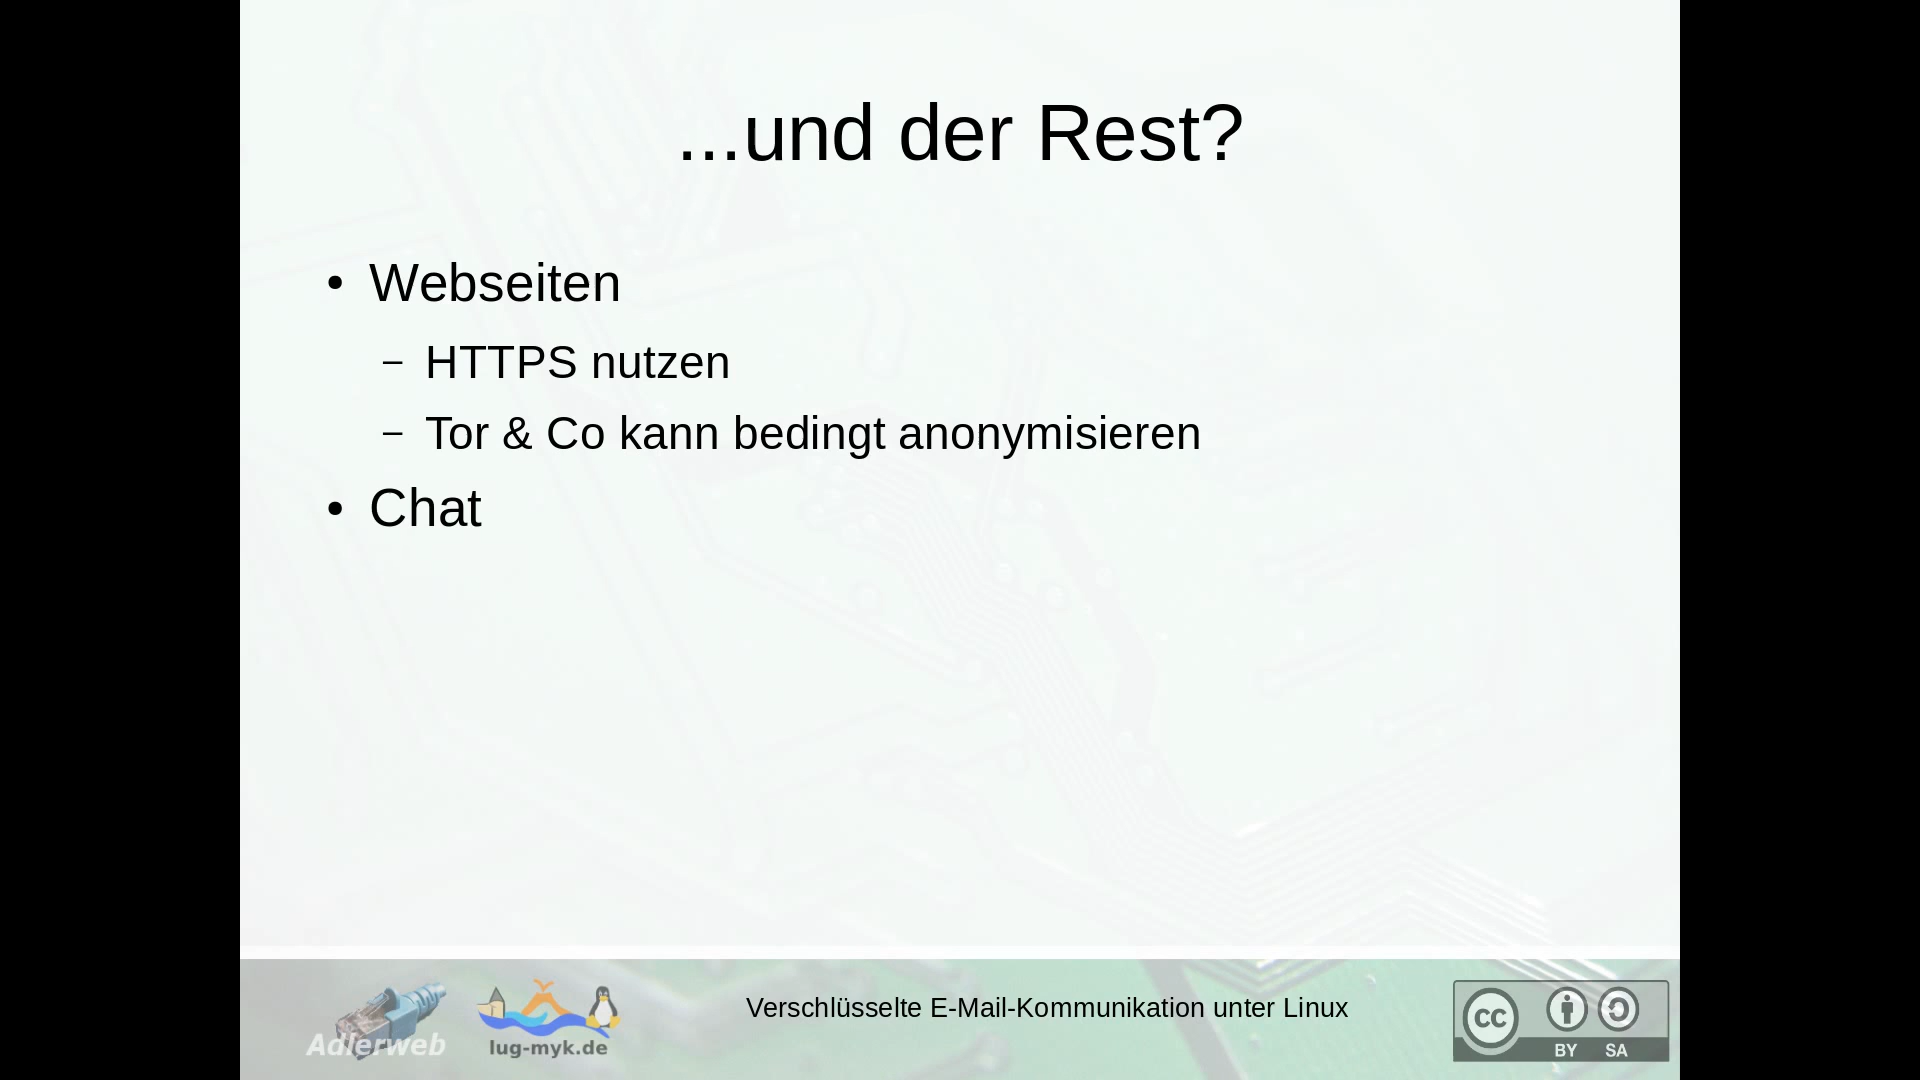 ...und der Rest?
• Webseiten
– HTTPS nutzen
– Tor & Co kann bedingt anonymisieren
• Chat
Adlerweb
lug-myk.de
Verschlüsselte E-Mail-Kommunikation unter Linux
cc
BY SA